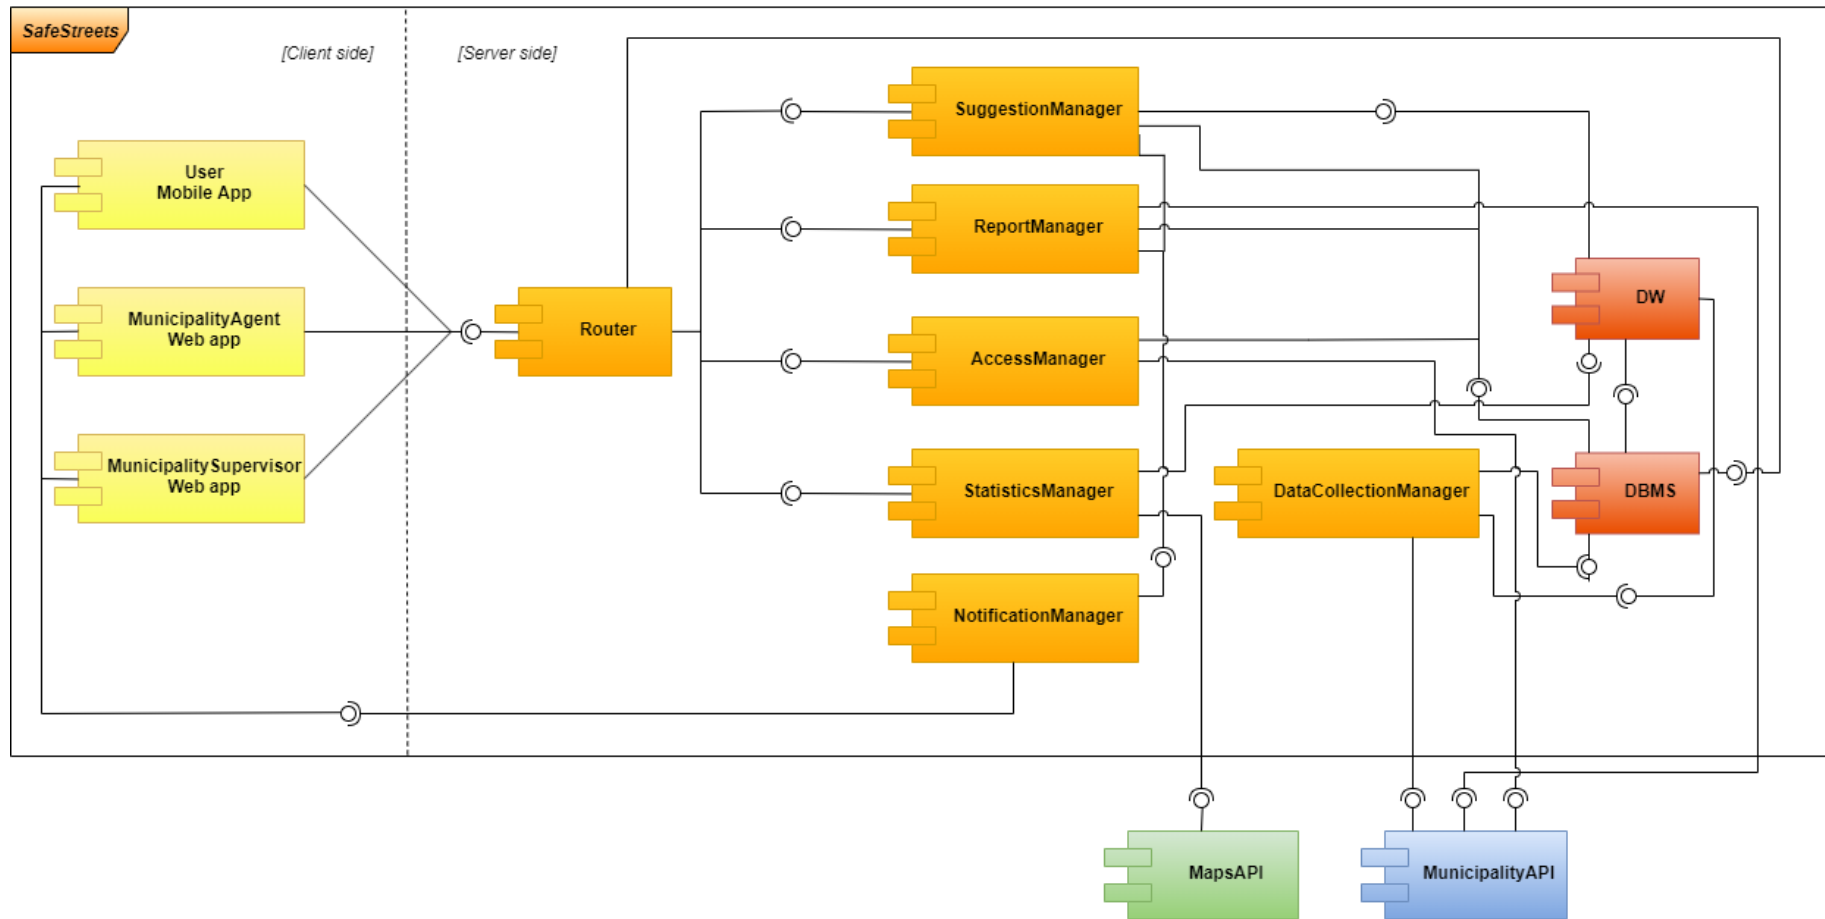 SafeStreets
[Client side]
[Server side]
SuggestionManager
User
Mobile App
ReportManager
MunicipalityAgent
Web app
Router
DW
AccessManager
MunicipalitySupervisor
Web app
StatisticsManager
DataCollectionManager
DBMS
NotificationManager
MapsAPI
MunicipalityAPI